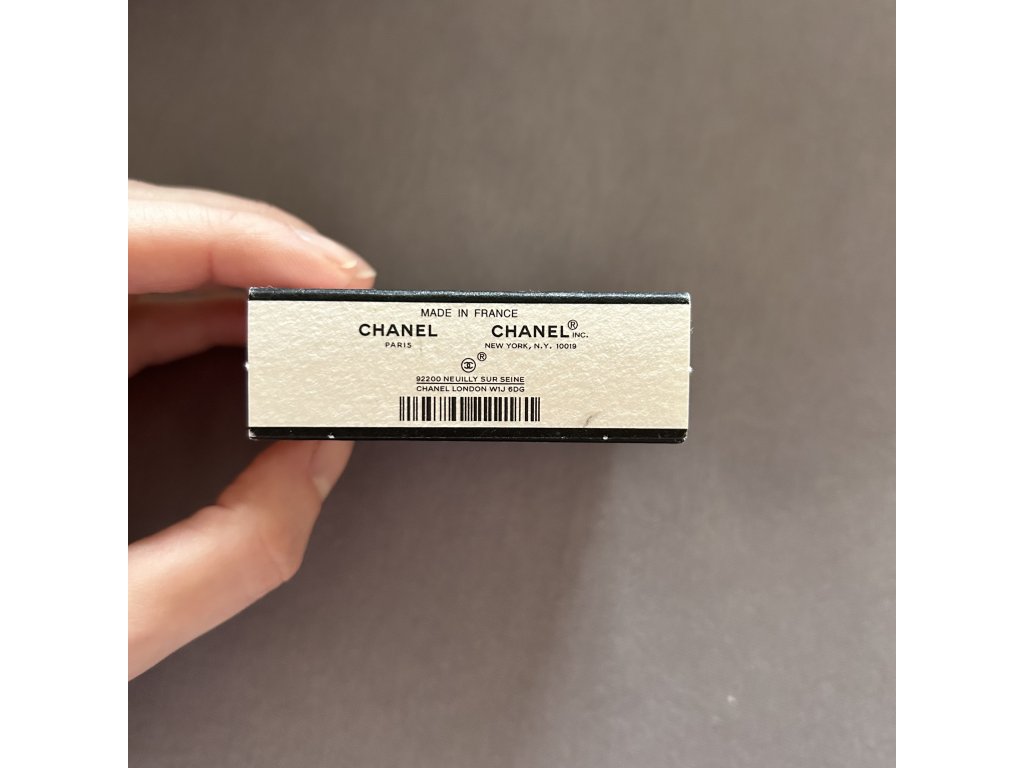 MADE IN FRANCE
CHANEL CHANEL® INC.
PARIS NEW YORK, N.Y. 10019
®
92200 NEUILLY SUR SEINE
CHANEL LONDON W1J 6DG